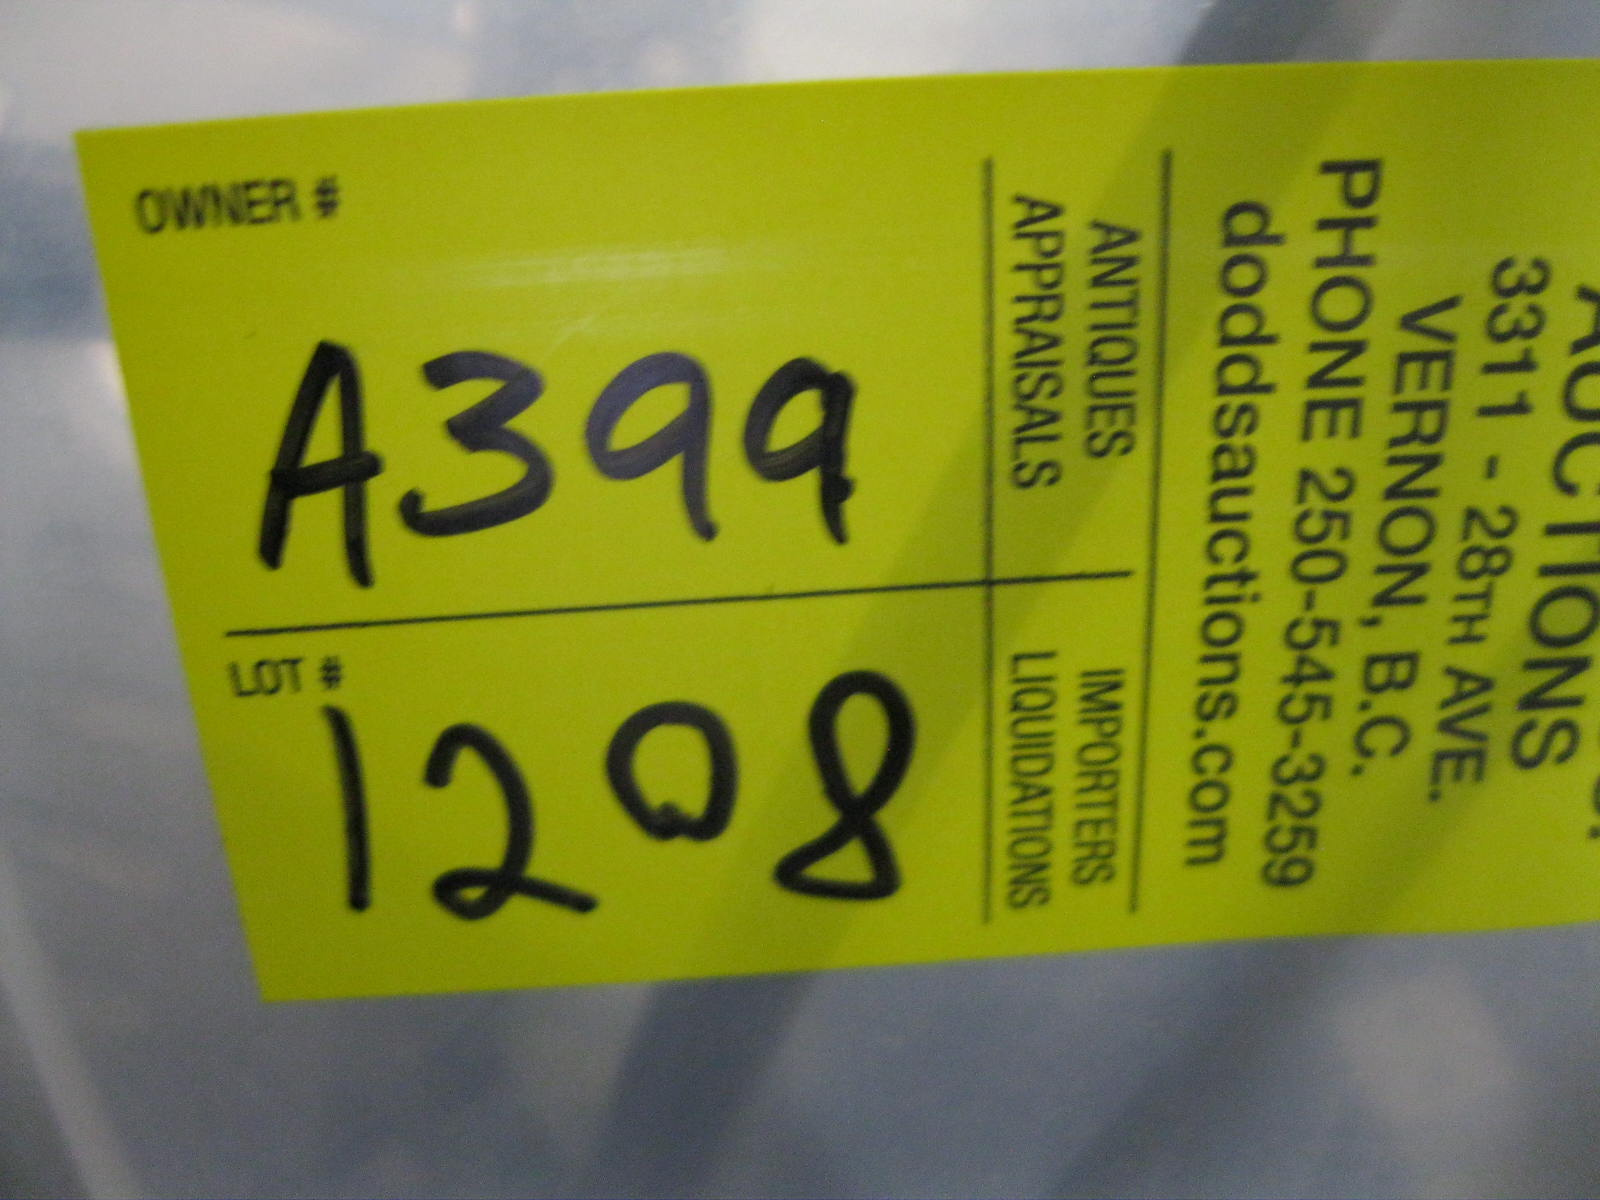 AUCTIONS
3311 - 28TH AVE.
VERNON, B.C.
PHONE 250-545-3259
doddsauctions.com
ANTIQUES IMPORTERS
APPRAISALS LIQUIDATIONS
OWNER #
A399
LOT #
1208